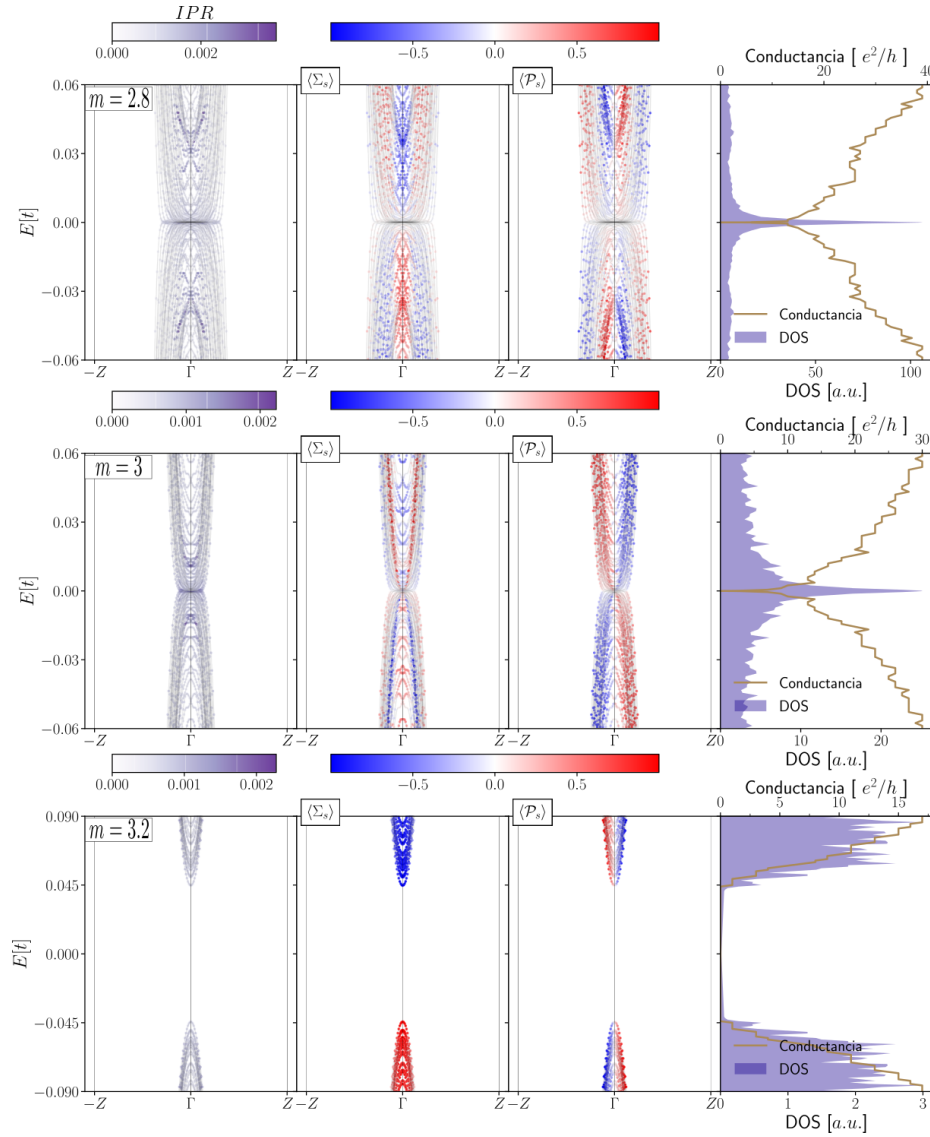 IPR
0.000 0.002
−0.5 0.0 0.5
Conductancia [ e²/h ]
0 20 40
m = 2.8
⟨Σₛ⟩
⟨𝒫ₛ⟩
E[t]
0.06
0.03
0.00
−0.03
−0.06
−Z Γ Z
−Z Γ Z
−Z Γ Z
Conductancia
DOS
0 50 100
DOS [a.u.]
0.000 0.001 0.002
−0.5 0.0 0.5
Conductancia [ e²/h ]
0 10 20 30
m = 3
⟨Σₛ⟩
⟨𝒫ₛ⟩
E[t]
0.06
0.03
0.00
−0.03
−0.06
−Z Γ Z
−Z Γ Z
−Z Γ Z
Conductancia
DOS
0 10 20
DOS [a.u.]
0.000 0.001 0.002
−0.5 0.0 0.5
Conductancia [ e²/h ]
0 5 10 15
m = 3.2
⟨Σₛ⟩
⟨𝒫ₛ⟩
E[t]
0.090
0.045
0.000
−0.045
−0.090
−Z Γ Z
−Z Γ Z
−Z Γ Z
Conductancia
DOS
0 1 2 3
DOS [a.u.]